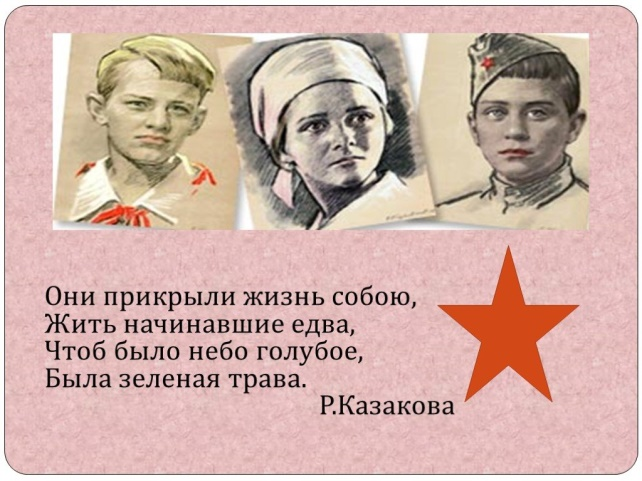 Они прикрыли жизнь собою,
Жить начинавшие едва,
Чтоб было небо голубое,
Была зеленая трава.
Р.Казакова